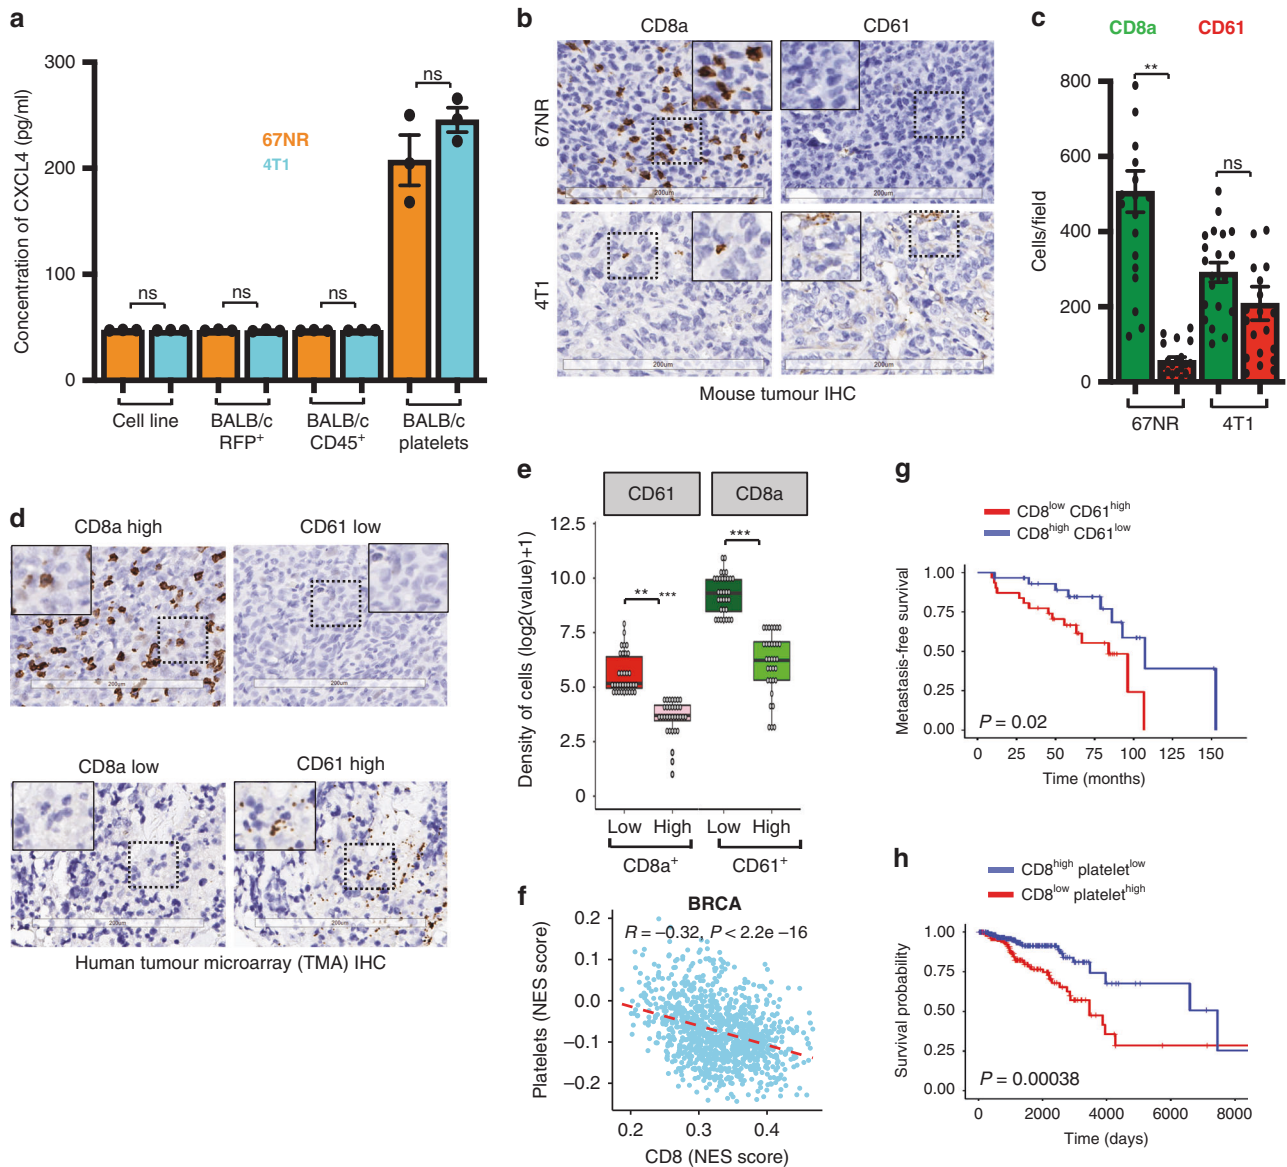 a
Concentration of CXCL4 (pg/ml)
300
200
100
0
67NR
4T1
ns
ns
ns
ns
Cell line
BALB/c
RFP+
BALB/c
CD45+
BALB/c
platelets
b
CD8a
CD61
67NR
4T1
200um
200um
200um
200um
Mouse tumour IHC
c
CD8a
CD61
Cells/field
800
600
400
200
0
**
ns
67NR
4T1
d
CD8a high
CD61 low
200um
200um
CD8a low
CD61 high
200um
200um
Human tumour microarray (TMA) IHC
e
CD61
CD8a
Density of cells (log2(value)+1)
12.5
10.0
7.5
5.0
2.5
0
**
***
***
Low
High
Low
High
CD8a+
CD61+
f
BRCA
R = −0.32, P < 2.2e −16
Platelets (NES score)
0.2
0.1
0.0
−0.1
−0.2
0.2
0.3
0.4
CD8 (NES score)
g
CD8low CD61high
CD8high CD61low
Metastasis-free survival
1.00
0.75
0.50
0.25
0.00
P = 0.02
0
25
50
75
100
150
Time (months)
h
CD8high plateletlow
CD8low platelethigh
Survival probability
1.00
0.75
0.50
0.25
0.00
P = 0.00038
0
2000
4000
6000
8000
Time (days)